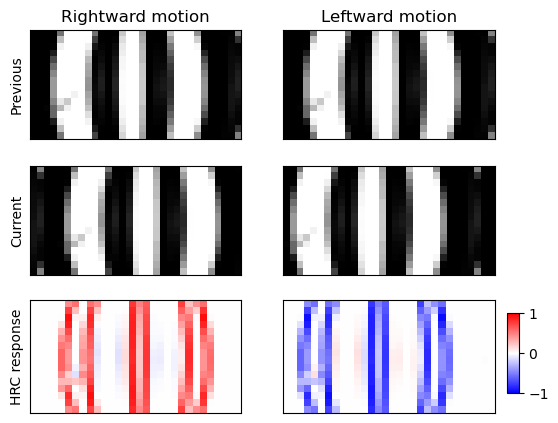 Rightward motion
Leftward motion
Previous
Current
HRC response
1
0
−1